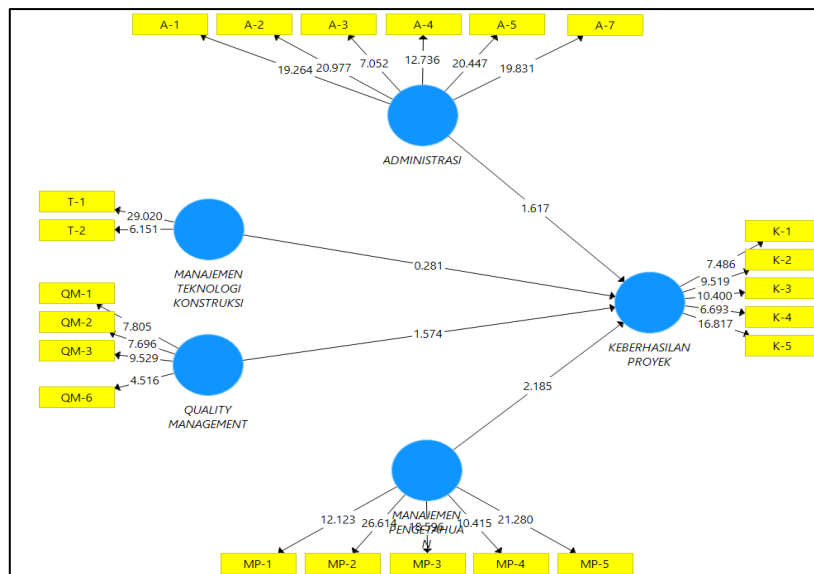 A-1 A-2 A-3 A-4 A-5 A-7
19.264 20.977 7.052 12.736 20.447 19.831
ADMINISTRASI
1.617
T-1
T-2
29.020
6.151
MANAJEMEN
TEKNOLOGI
KONSTRUKSI
0.281
QM-1
QM-2
QM-3
QM-6
7.805
7.696
9.529
4.516
QUALITY
MANAGEMENT
1.574
K-1
K-2
K-3
K-4
K-5
7.486
9.519
10.400
6.693
16.817
KEBERHASILAN
PROYEK
2.185
MANAJEMEN
PENGETAHUA
N
12.123 26.614 18.596 10.415 21.280
MP-1 MP-2 MP-3 MP-4 MP-5